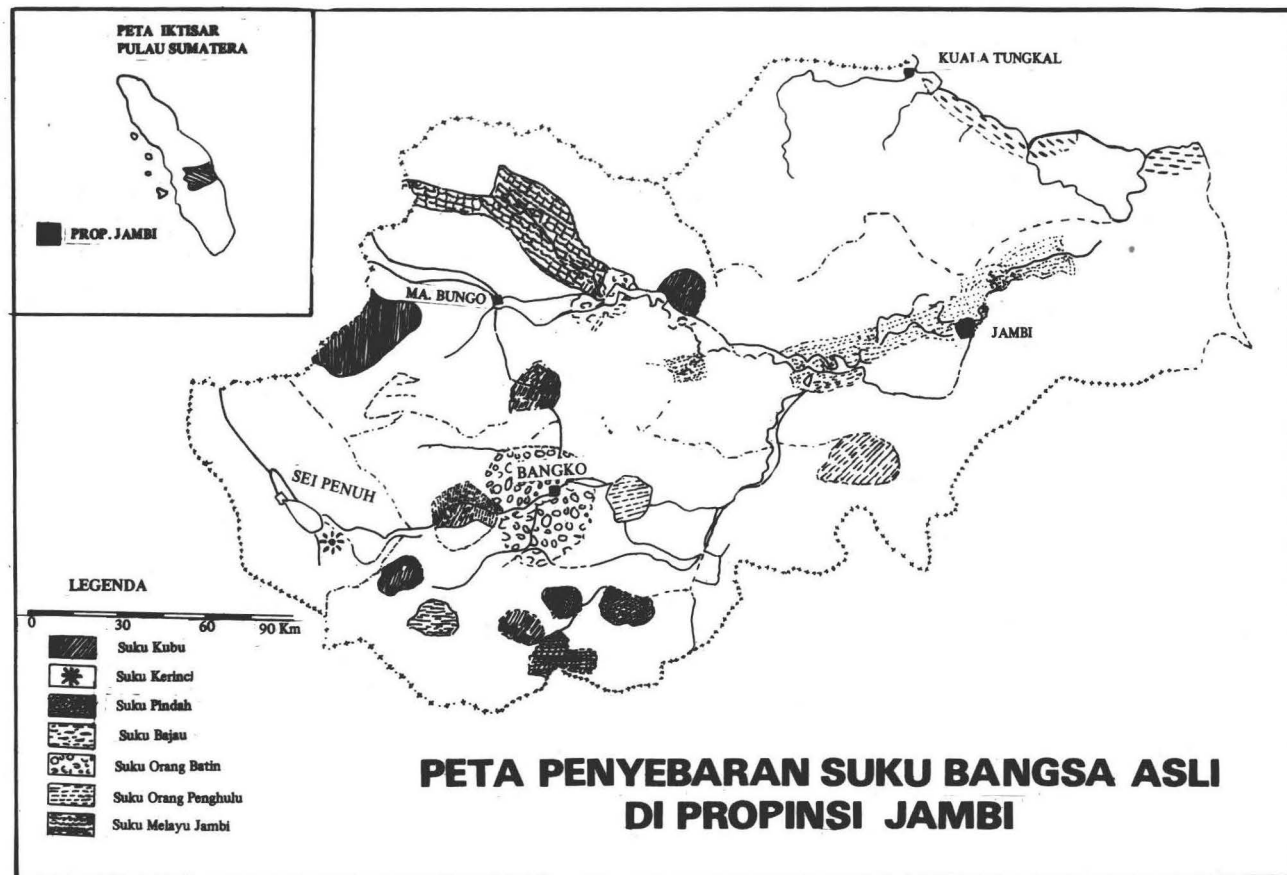 PETA IKTISAR
PULAU SUMATERA
PROP. JAMBI
KUALA TUNGKAL
MA. BUNGO
JAMBI
BANGKO
SEI PENUH
LEGENDA
0 30 60 90 Km
Suku Kubu
Suku Kerinci
Suku Pindah
Suku Bajau
Suku Orang Batin
Suku Orang Penghulu
Suku Melayu Jambi
PETA PENYEBARAN SUKU BANGSA ASLI
DI PROPINSI JAMBI